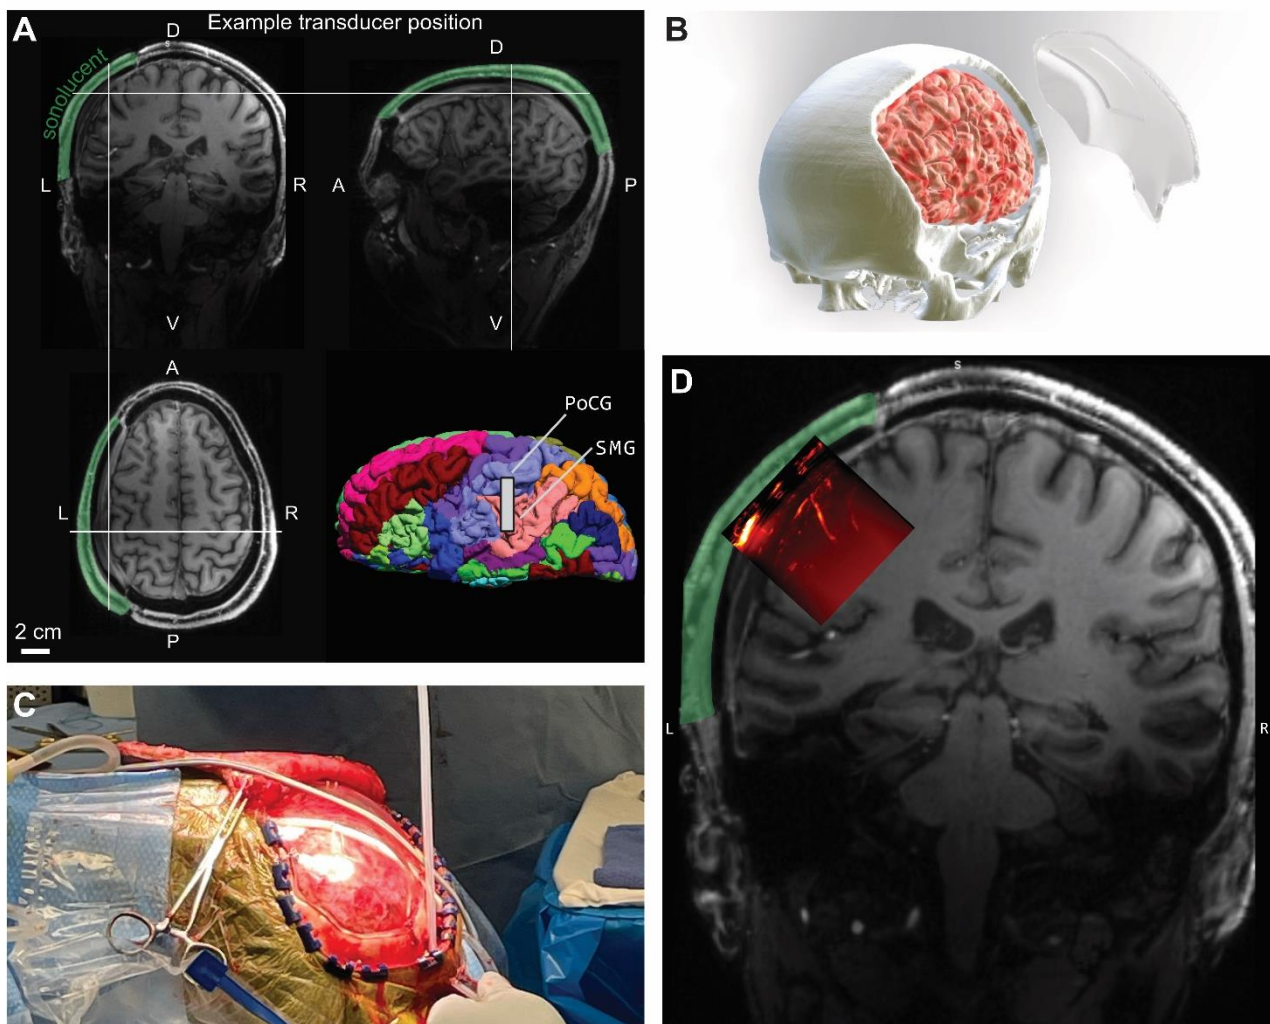 A
Example transducer position
D
S
sonolucent
L
R
V
D
A
P
V
A
L
R
P
2 cm
PoCG
SMG
B
C
D
S
L
R